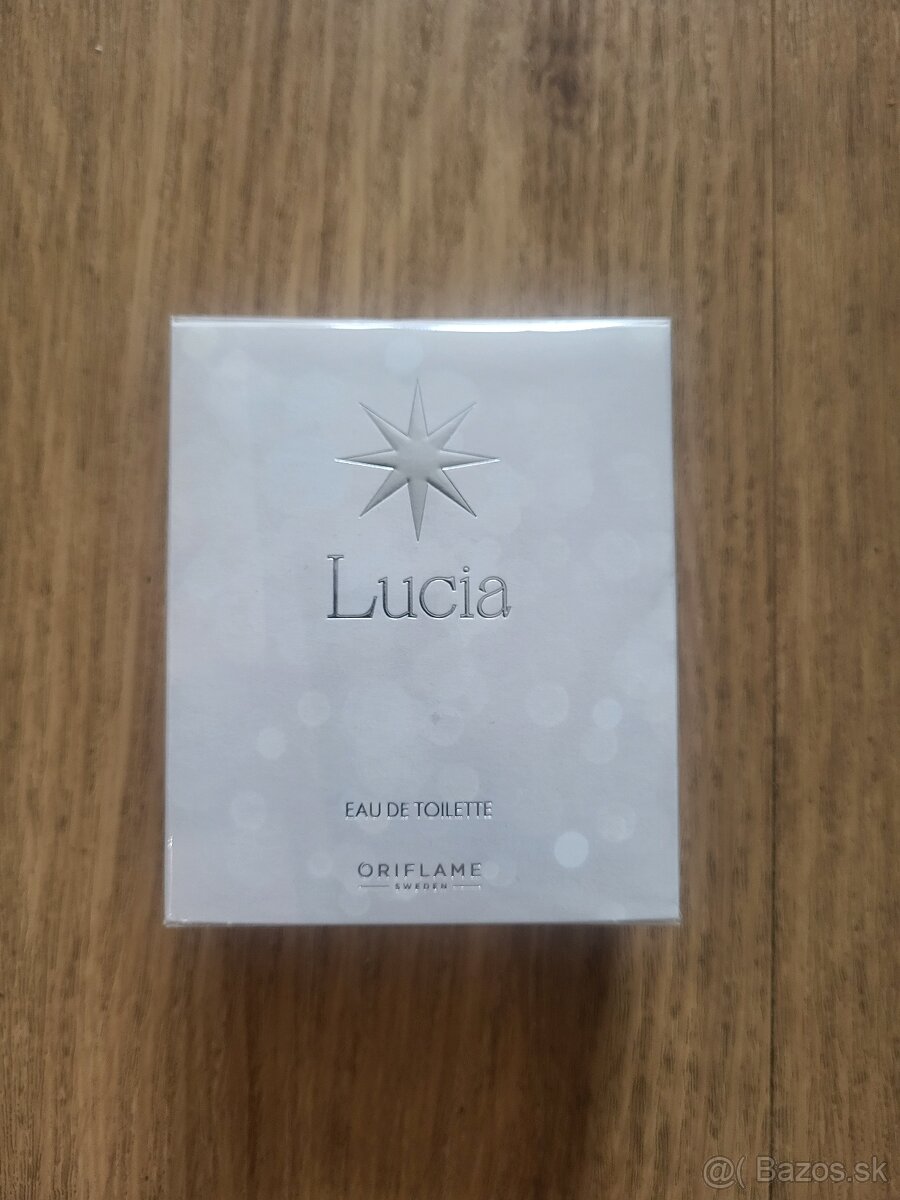 Lucia
EAU DE TOILETTE
ORIFLAME
SWEDEN
@( Bazos.sk